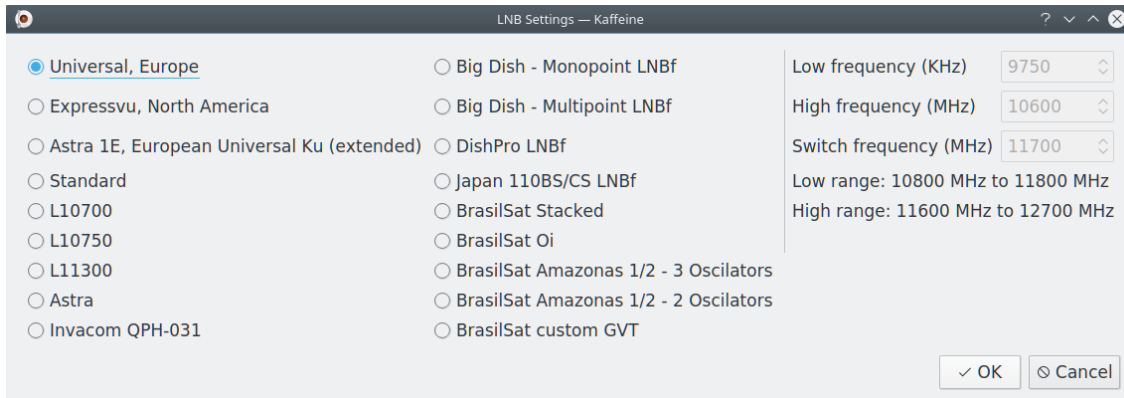 LNB Settings — Kaffeine
Universal, Europe
Expressvu, North America
Astra 1E, European Universal Ku (extended)
Standard
L10700
L10750
L11300
Astra
Invacom QPH-031
Big Dish - Monopoint LNBf
Big Dish - Multipoint LNBf
DishPro LNBf
Japan 110BS/CS LNBf
BrasilSat Stacked
BrasilSat Oi
BrasilSat Amazonas 1/2 - 3 Oscilators
BrasilSat Amazonas 1/2 - 2 Oscilators
BrasilSat custom GVT
Low frequency (KHz) 9750
High frequency (MHz) 10600
Switch frequency (MHz) 11700
Low range: 10800 MHz to 11800 MHz
High range: 11600 MHz to 12700 MHz
OK
Cancel